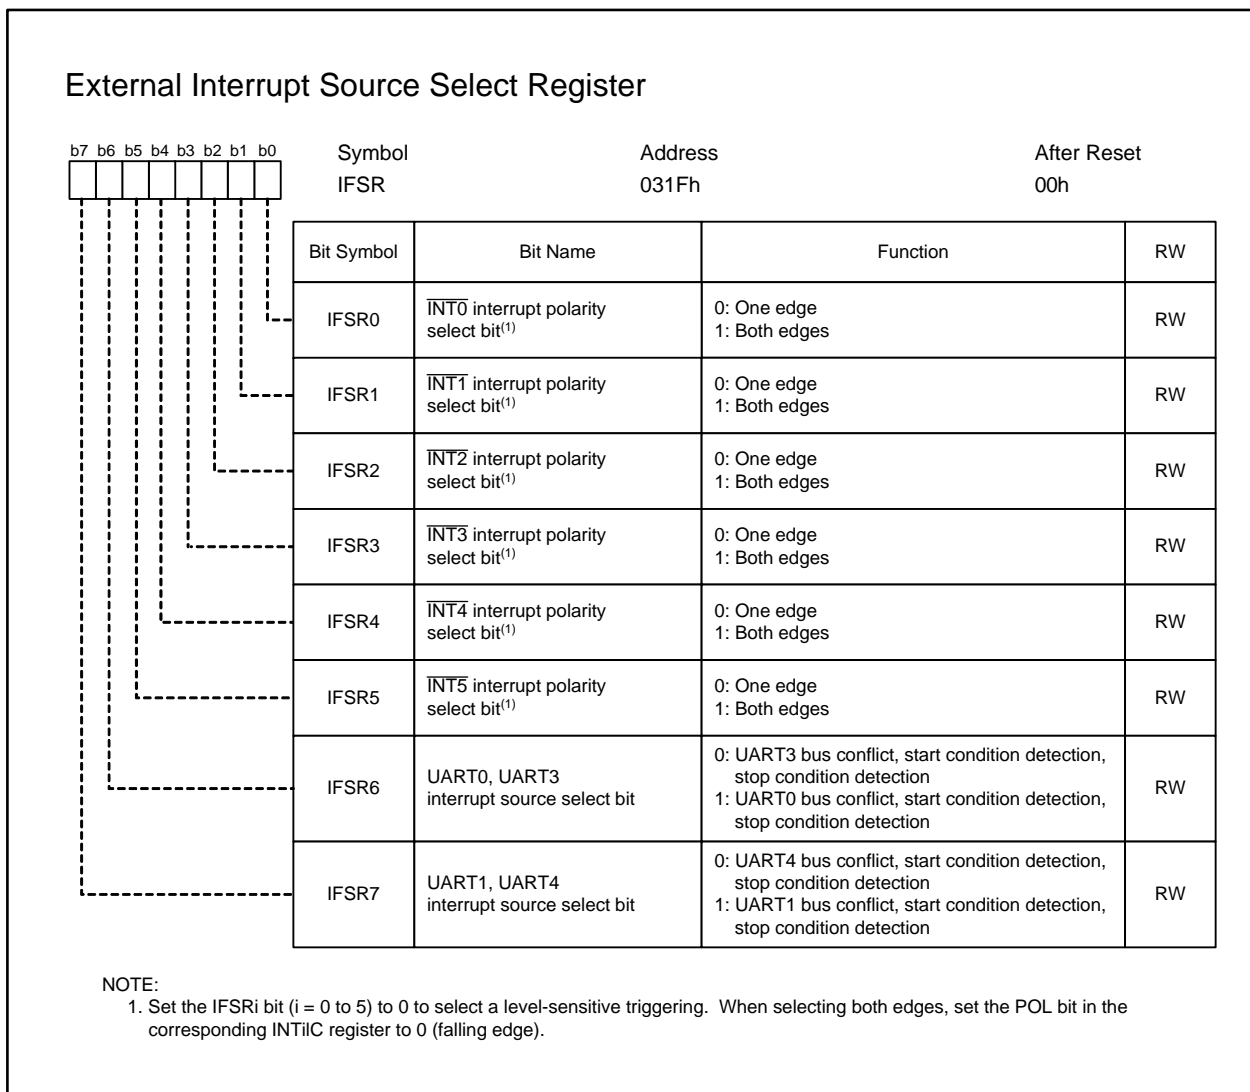 External Interrupt Source Select Register
b7 b6 b5 b4 b3 b2 b1 b0
Symbol Address After Reset
IFSR 031Fh 00h
Bit Symbol Bit Name Function RW
IFSR0 INT0 interrupt polarity select bit(1) 0: One edge RW
1: Both edges
IFSR1 INT1 interrupt polarity select bit(1) 0: One edge RW
1: Both edges
IFSR2 INT2 interrupt polarity select bit(1) 0: One edge RW
1: Both edges
IFSR3 INT3 interrupt polarity select bit(1) 0: One edge RW
1: Both edges
IFSR4 INT4 interrupt polarity select bit(1) 0: One edge RW
1: Both edges
IFSR5 INT5 interrupt polarity select bit(1) 0: One edge RW
1: Both edges
IFSR6 UART0, UART3 interrupt source select bit 0: UART3 bus conflict, start condition detection, RW
stop condition detection
1: UART0 bus conflict, start condition detection,
stop condition detection
IFSR7 UART1, UART4 interrupt source select bit 0: UART4 bus conflict, start condition detection, RW
stop condition detection
1: UART1 bus conflict, start condition detection,
stop condition detection
NOTE:
1. Set the IFSRi bit (i = 0 to 5) to 0 to select a level-sensitive triggering. When selecting both edges, set the POL bit in the
corresponding INTiIC register to 0 (falling edge).